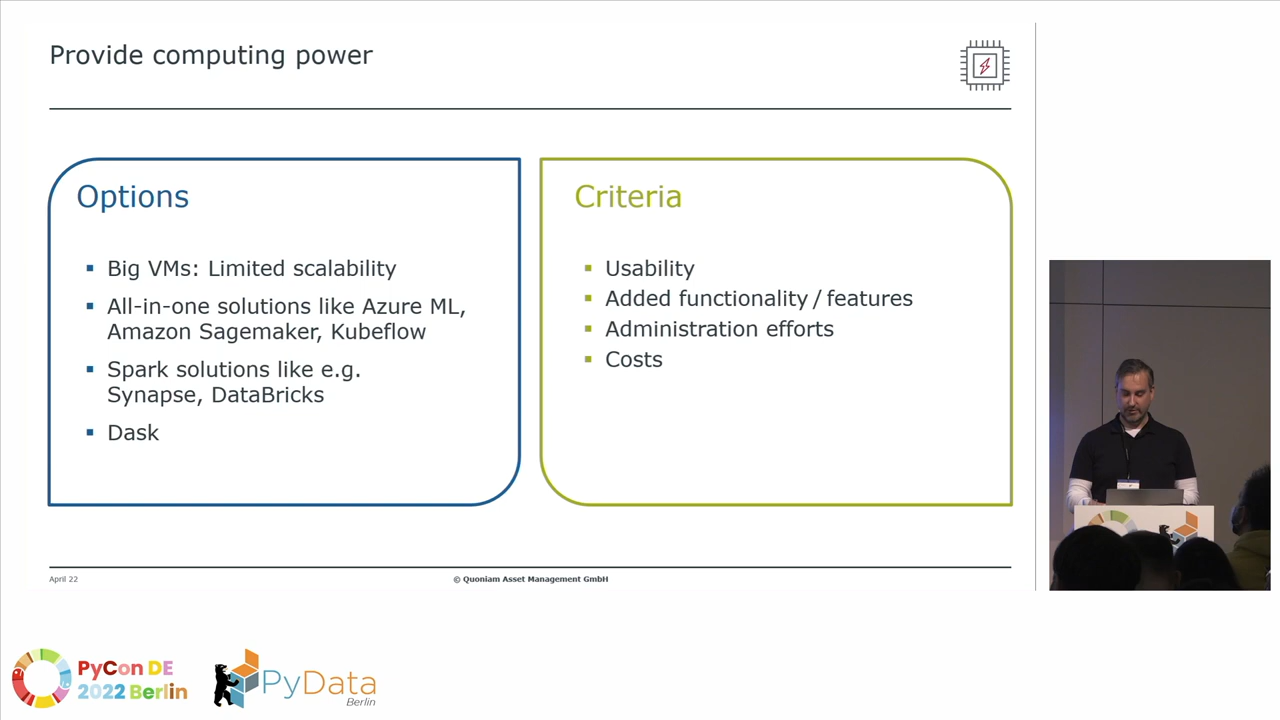 Provide computing power
Options
▪ Big VMs: Limited scalability
▪ All-in-one solutions like Azure ML,
Amazon Sagemaker, Kubeflow
▪ Spark solutions like e.g.
Synapse, DataBricks
▪ Dask
Criteria
▪ Usability
▪ Added functionality / features
▪ Administration efforts
▪ Costs
April 22
© Quoniam Asset Management GmbH
PyCon DE
2022 Berlin
PyData
Berlin